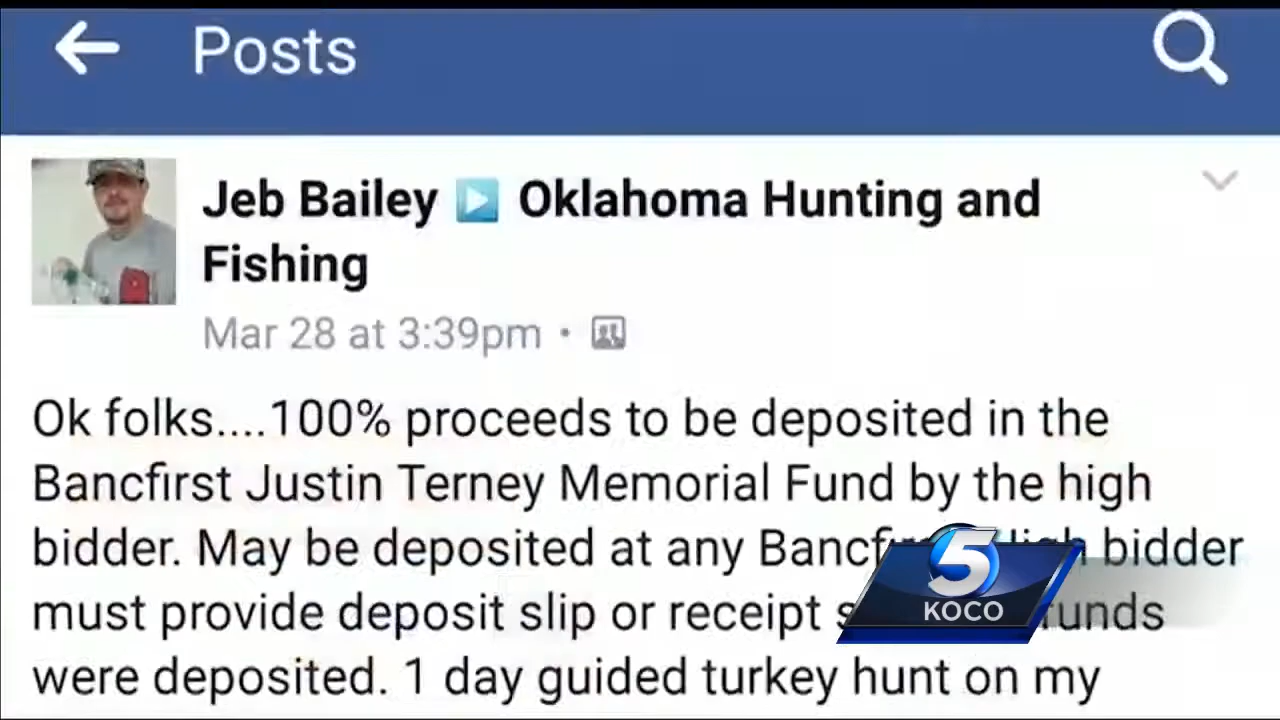 Posts
Jeb Bailey ▶ Oklahoma Hunting and
Fishing
Mar 28 at 3:39pm •
Ok folks....100% proceeds to be deposited in the
Bancfirst Justin Terney Memorial Fund by the high
bidder. May be deposited at any bidder
must provide deposit slip or receipt
were deposited. 1 day guided turkey hunt on my
5
KOCO